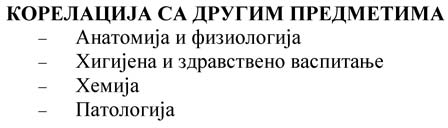 КОРЕЛАЦИЈА СА ДРУГИМ ПРЕДМЕТИМА
– Анатомија и физиологија
– Хигијена и здравствено васпитање
– Хемија
– Патологија